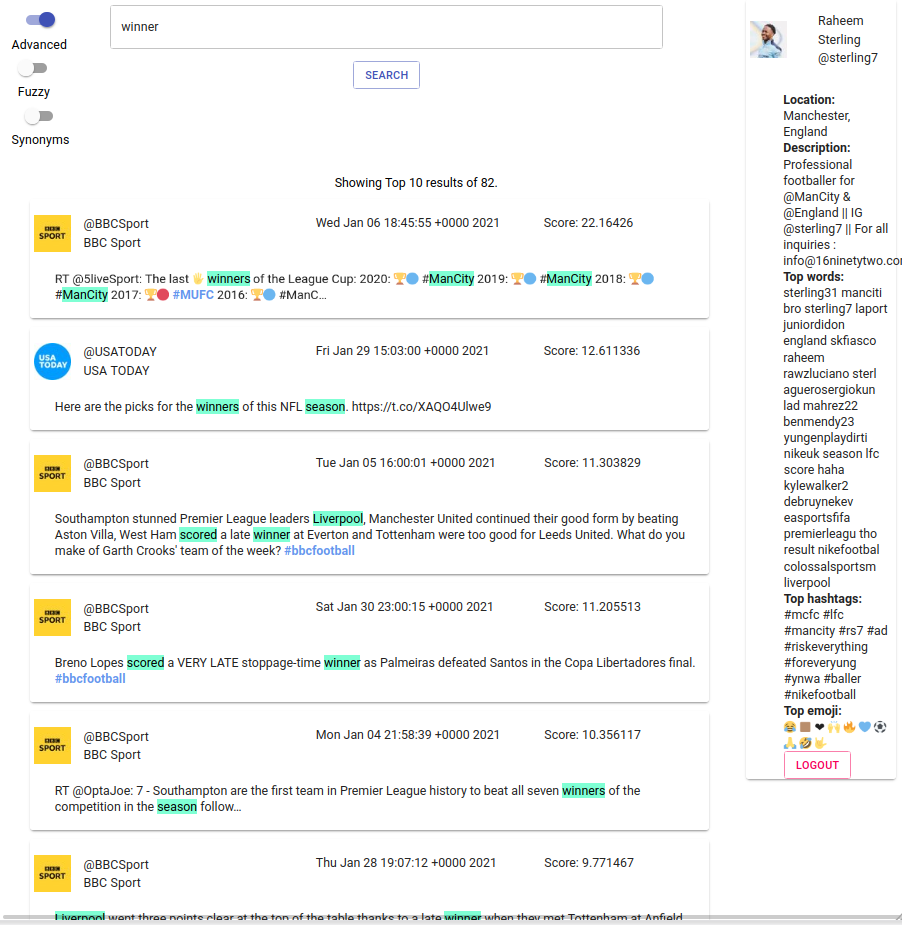 winner
Advanced
Fuzzy
Synonyms
SEARCH
Showing Top 10 results of 82.
BBC SPORT
@BBCSport
BBC Sport
Wed Jan 06 18:45:55 +0000 2021
Score: 22.16426
RT @5liveSport: The last 🖐 winners of the League Cup: 2020: 🏆🔵 #ManCity 2019: 🏆🔵 #ManCity 2018: 🏆🔵
#ManCity 2017: 🏆🔴 #MUFC 2016: 🏆🔵 #ManC…
USA TODAY
@USATODAY
USA TODAY
Fri Jan 29 15:03:00 +0000 2021
Score: 12.611336
Here are the picks for the winners of this NFL season. https://t.co/XAQO4Ulwe9
BBC SPORT
@BBCSport
BBC Sport
Tue Jan 05 16:00:01 +0000 2021
Score: 11.303829
Southampton stunned Premier League leaders Liverpool, Manchester United continued their good form by beating
Aston Villa, West Ham scored a late winner at Everton and Tottenham were too good for Leeds United. What do you
make of Garth Crooks' team of the week? #bbcfootball
BBC SPORT
@BBCSport
BBC Sport
Sat Jan 30 23:00:15 +0000 2021
Score: 11.205513
Breno Lopes scored a VERY LATE stoppage-time winner as Palmeiras defeated Santos in the Copa Libertadores final.
#bbcfootball
BBC SPORT
@BBCSport
BBC Sport
Mon Jan 04 21:58:39 +0000 2021
Score: 10.356117
RT @OptaJoe: 7 - Southampton are the first team in Premier League history to beat all seven winners of the
competition in the season follow…
BBC SPORT
@BBCSport
BBC Sport
Thu Jan 28 19:07:12 +0000 2021
Score: 9.771467
Liverpool went three points clear at the top of the table thanks to a late winner when they met Tottenham at Anfield
Raheem
Sterling
@sterling7
Location:
Manchester,
England
Description:
Professional
footballer for
@ManCity &
@England || IG
@sterling7 || For all
inquiries :
info@16ninetytwo.com
Top words:
sterling31 manciti
bro sterling7 laport
juniordidon
england skfiasco
raheem
rawzluciano sterl
aguerosergiokun
lad mahrez22
benmendy23
yungenplaydirti
nikeuk season lfc
score haha
kylewalker2
debruynekev
easportsfifa
premierleagu tho
result nikefootbal
colossalsportsm
liverpool
Top hashtags:
#mcfc #lfc
#mancity #rs7 #ad
#riskeverything
#foreveryung
#ynwa #baller
#nikefootball
Top emoji:
😂🏾❤🙌🔥💙⚽
🙏🤣🤟
LOGOUT